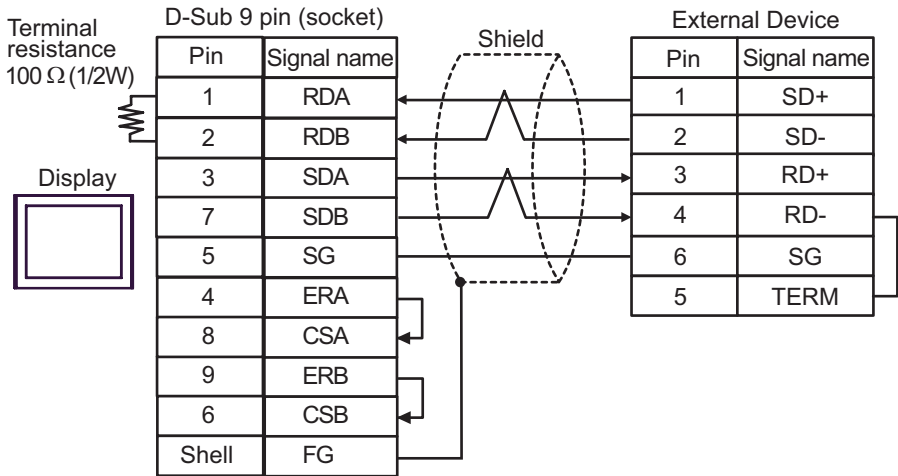 Terminal
resistance
100 Ω (1/2W)
Display
D-Sub 9 pin (socket)
Pin Signal name
1 RDA
2 RDB
3 SDA
7 SDB
5 SG
4 ERA
8 CSA
9 ERB
6 CSB
Shell FG
Shield
External Device
Pin Signal name
1 SD+
2 SD-
3 RD+
4 RD-
6 SG
5 TERM